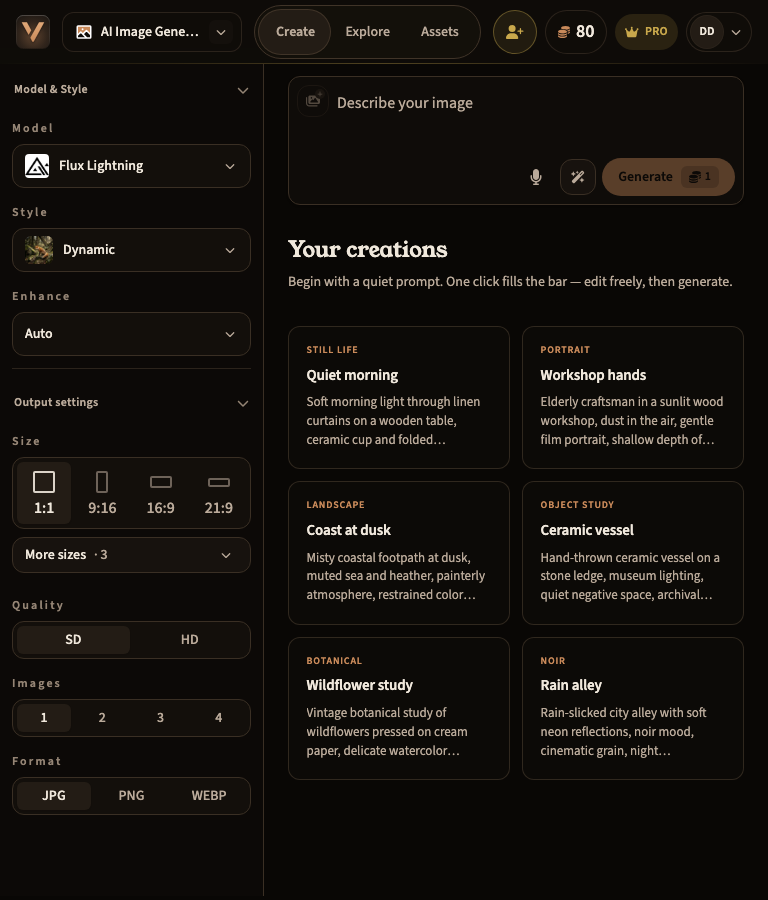 AI Image Gene...
Create
Explore
Assets
80
PRO
DD
Model & Style
Model
Flux Lightning
Style
Dynamic
Enhance
Auto
Output settings
Size
1:1
9:16
16:9
21:9
More sizes · 3
Quality
SD
HD
Images
1
2
3
4
Format
JPG
PNG
WEBP
Describe your image
Generate 1
Your creations
Begin with a quiet prompt. One click fills the bar — edit freely, then generate.
STILL LIFE
Quiet morning
Soft morning light through linen
curtains on a wooden table,
ceramic cup and folded…
PORTRAIT
Workshop hands
Elderly craftsman in a sunlit wood
workshop, dust in the air, gentle
film portrait, shallow depth of…
LANDSCAPE
Coast at dusk
Misty coastal footpath at dusk,
muted sea and heather, painterly
atmosphere, restrained color…
OBJECT STUDY
Ceramic vessel
Hand-thrown ceramic vessel on a
stone ledge, museum lighting,
quiet negative space, archival…
BOTANICAL
Wildflower study
Vintage botanical study of
wildflowers pressed on cream
paper, delicate watercolor…
NOIR
Rain alley
Rain-slicked city alley with soft
neon reflections, noir mood,
cinematic grain, night…